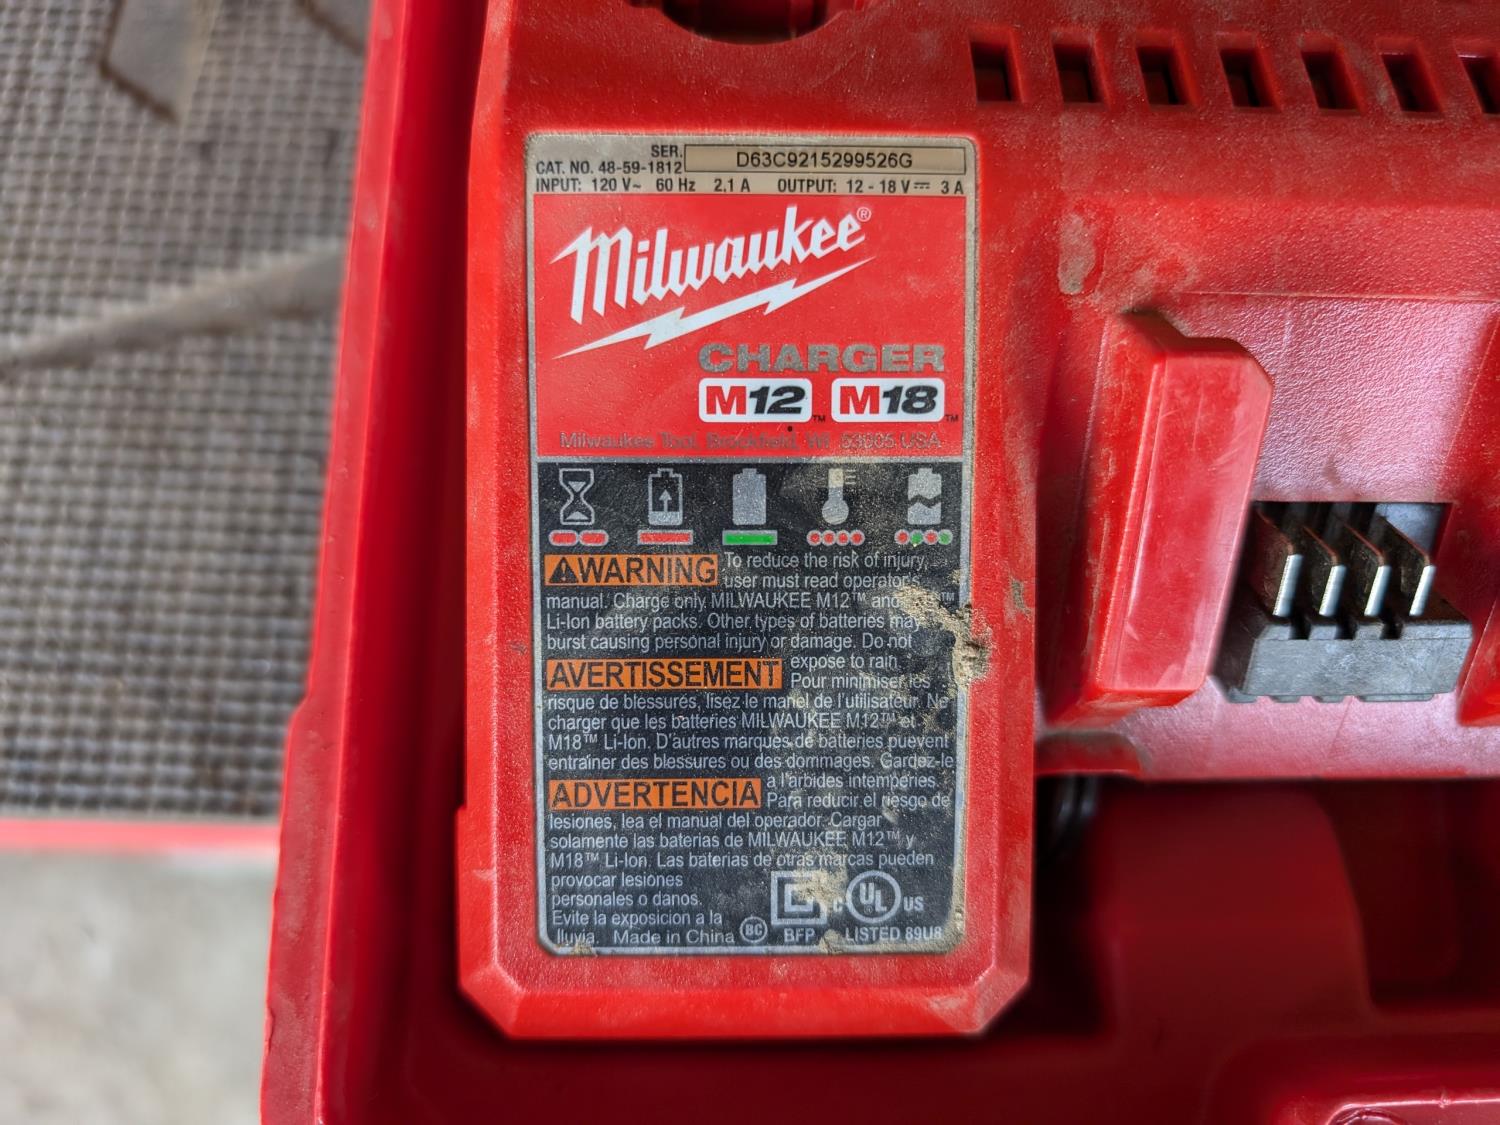 SER. D63C9215299526G
CAT. NO. 48-59-1812
INPUT: 120 V~ 60 Hz 2,1 A OUTPUT: 12 - 18 V⎓ 3 A
Milwaukee®
CHARGER
M12™ M18™
Milwaukee Tool, Brookfield, WI 53005 USA
⚠WARNING To reduce the risk of injury,
user must read operator's
manual. Charge only MILWAUKEE M12™ and
Li-Ion battery packs. Other types of batteries may
burst causing personal injury or damage. Do not
expose to rain.
AVERTISSEMENT Pour minimiser les
risque de blessures, lisez le manel de l'utilisateur. Ne
charger que les batteries MILWAUKEE M12™ et
M18™ Li-Ion. D'autres marques de batteries puevent
entraîner des blessures ou des dommages. Gardez-le
a l'arbides intemperies.
ADVERTENCIA Para reducir el riesgo de
lesiones, lea el manual del operador. Cargar
solamente las baterias de MILWAUKEE M12™ y
M18™ Li-Ion. Las baterias de otras marcas pueden
provocar lesiones
personales o danos.
Evite la exposicion a la
lluvia. Made in China BC BFP
C UL US
LISTED 89U8